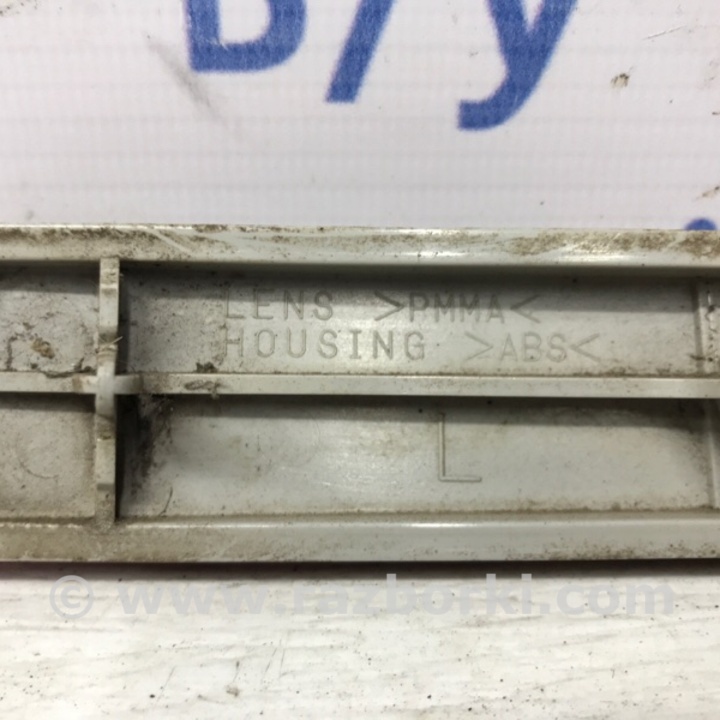 Б/у
LENS >PMMA<
HOUSING >ABS<
L
© www.razborki.com